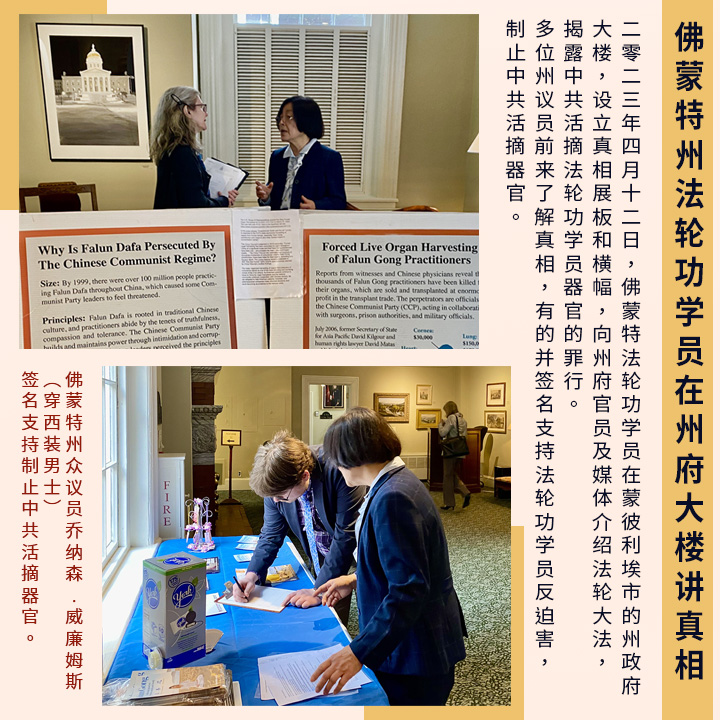 佛蒙特州法轮功学员在州府大楼讲真相
二零二三年四月十二日，佛蒙特法轮功学员在蒙彼利埃市的州政府
大楼，设立真相展板和横幅，向州府官员及媒体介绍法轮大法，
揭露中共活摘法轮功学员器官的罪行。
多位州议员前来了解真相，有的并签名支持法轮功学员反迫害，
制止中共活摘器官。
Why Is Falun Dafa Persecuted By
The Chinese Communist Regime?
Size: By 1999, there were over 100 million people practic-
ing Falun Dafa throughout China, which caused some Com-
munist Party leaders to feel threatened.
Principles: Falun Dafa is rooted in traditional Chinese
culture, and practitioners abide by the tenets of truthfulness,
compassion and tolerance. The Chinese Communist Party
builds and maintains power through intimidation and corrup-
leaders perceived the principles
Forced Live Organ Harvesting
of Falun Gong Practitioners
Reports from witnesses and Chinese physicians reveal
thousands of Falun Gong practitioners have been killed
their organs, which are sold and transplanted at enormo
profit in the transplant trade. The perpetrators are officials
the Chinese Communist Party (CCP), acting in collaboration
with surgeons, prison authorities, and military officials.
July 2006, former Secretary of State
for Asia Pacific David Kilgour and
human rights lawyer David Matas
Cornea:
$30,000
Lung:
佛蒙特州众议员乔纳森．威廉姆斯
（穿西装男士）
签名支持制止中共活摘器官。
FIRE
York